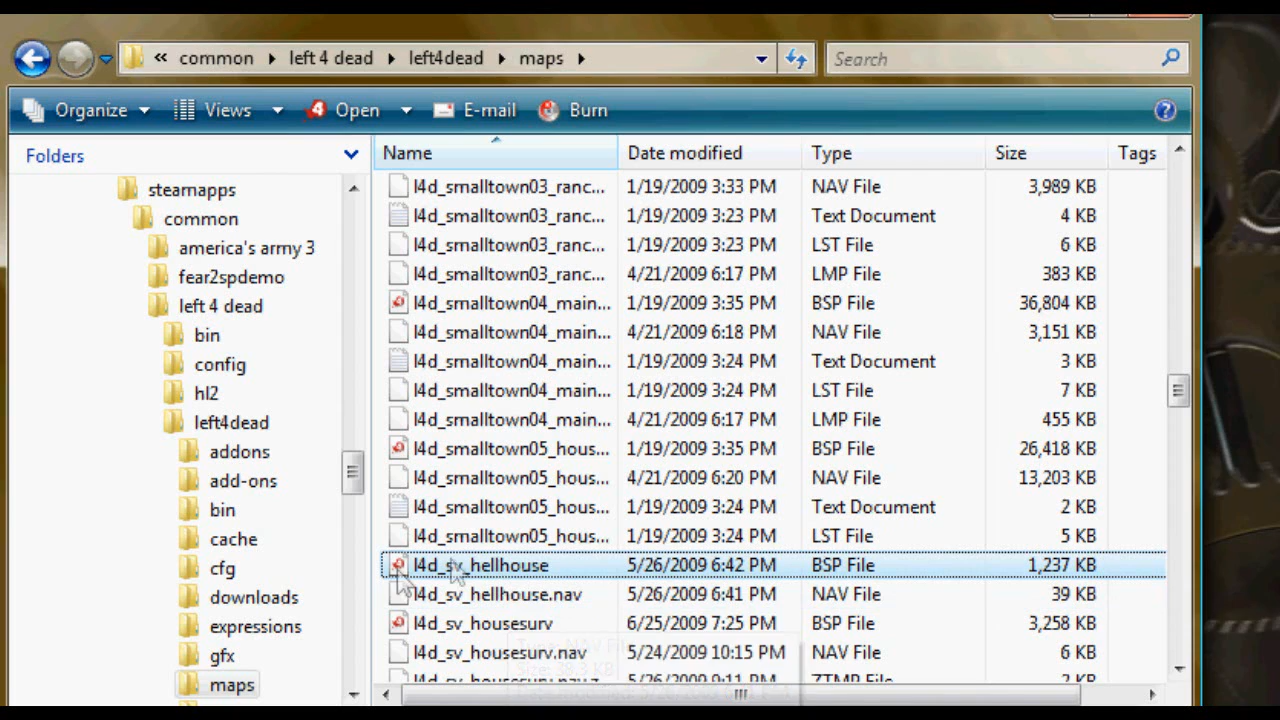 « common ▸ left 4 dead ▸ left4dead ▸ maps ▸ Search
Organize Views Open E-mail Burn
Folders Name Date modified Type Size Tags
steamapps
common
america's army 3
fear2spdemo
left 4 dead
bin
config
hl2
left4dead
addons
add-ons
bin
cache
cfg
downloads
expressions
gfx
maps
l4d_smalltown03_ranc... 1/19/2009 3:33 PM NAV File 3,989 KB
l4d_smalltown03_ranc... 1/19/2009 3:23 PM Text Document 4 KB
l4d_smalltown03_ranc... 1/19/2009 3:23 PM LST File 6 KB
l4d_smalltown03_ranc... 4/21/2009 6:17 PM LMP File 383 KB
l4d_smalltown04_main... 1/19/2009 3:35 PM BSP File 36,804 KB
l4d_smalltown04_main... 4/21/2009 6:18 PM NAV File 3,151 KB
l4d_smalltown04_main... 1/19/2009 3:24 PM Text Document 3 KB
l4d_smalltown04_main... 1/19/2009 3:24 PM LST File 7 KB
l4d_smalltown04_main... 4/21/2009 6:17 PM LMP File 455 KB
l4d_smalltown05_hous... 1/19/2009 3:35 PM BSP File 26,418 KB
l4d_smalltown05_hous... 4/21/2009 6:20 PM NAV File 13,203 KB
l4d_smalltown05_hous... 1/19/2009 3:24 PM Text Document 2 KB
l4d_smalltown05_hous... 1/19/2009 3:24 PM LST File 5 KB
l4d_sv_hellhouse 5/26/2009 6:42 PM BSP File 1,237 KB
l4d_sv_hellhouse.nav 5/26/2009 6:41 PM NAV File 39 KB
l4d_sv_housesurv 6/25/2009 7:25 PM BSP File 3,258 KB
l4d_sv_housesurv.nav 5/24/2009 10:15 PM NAV File 6 KB